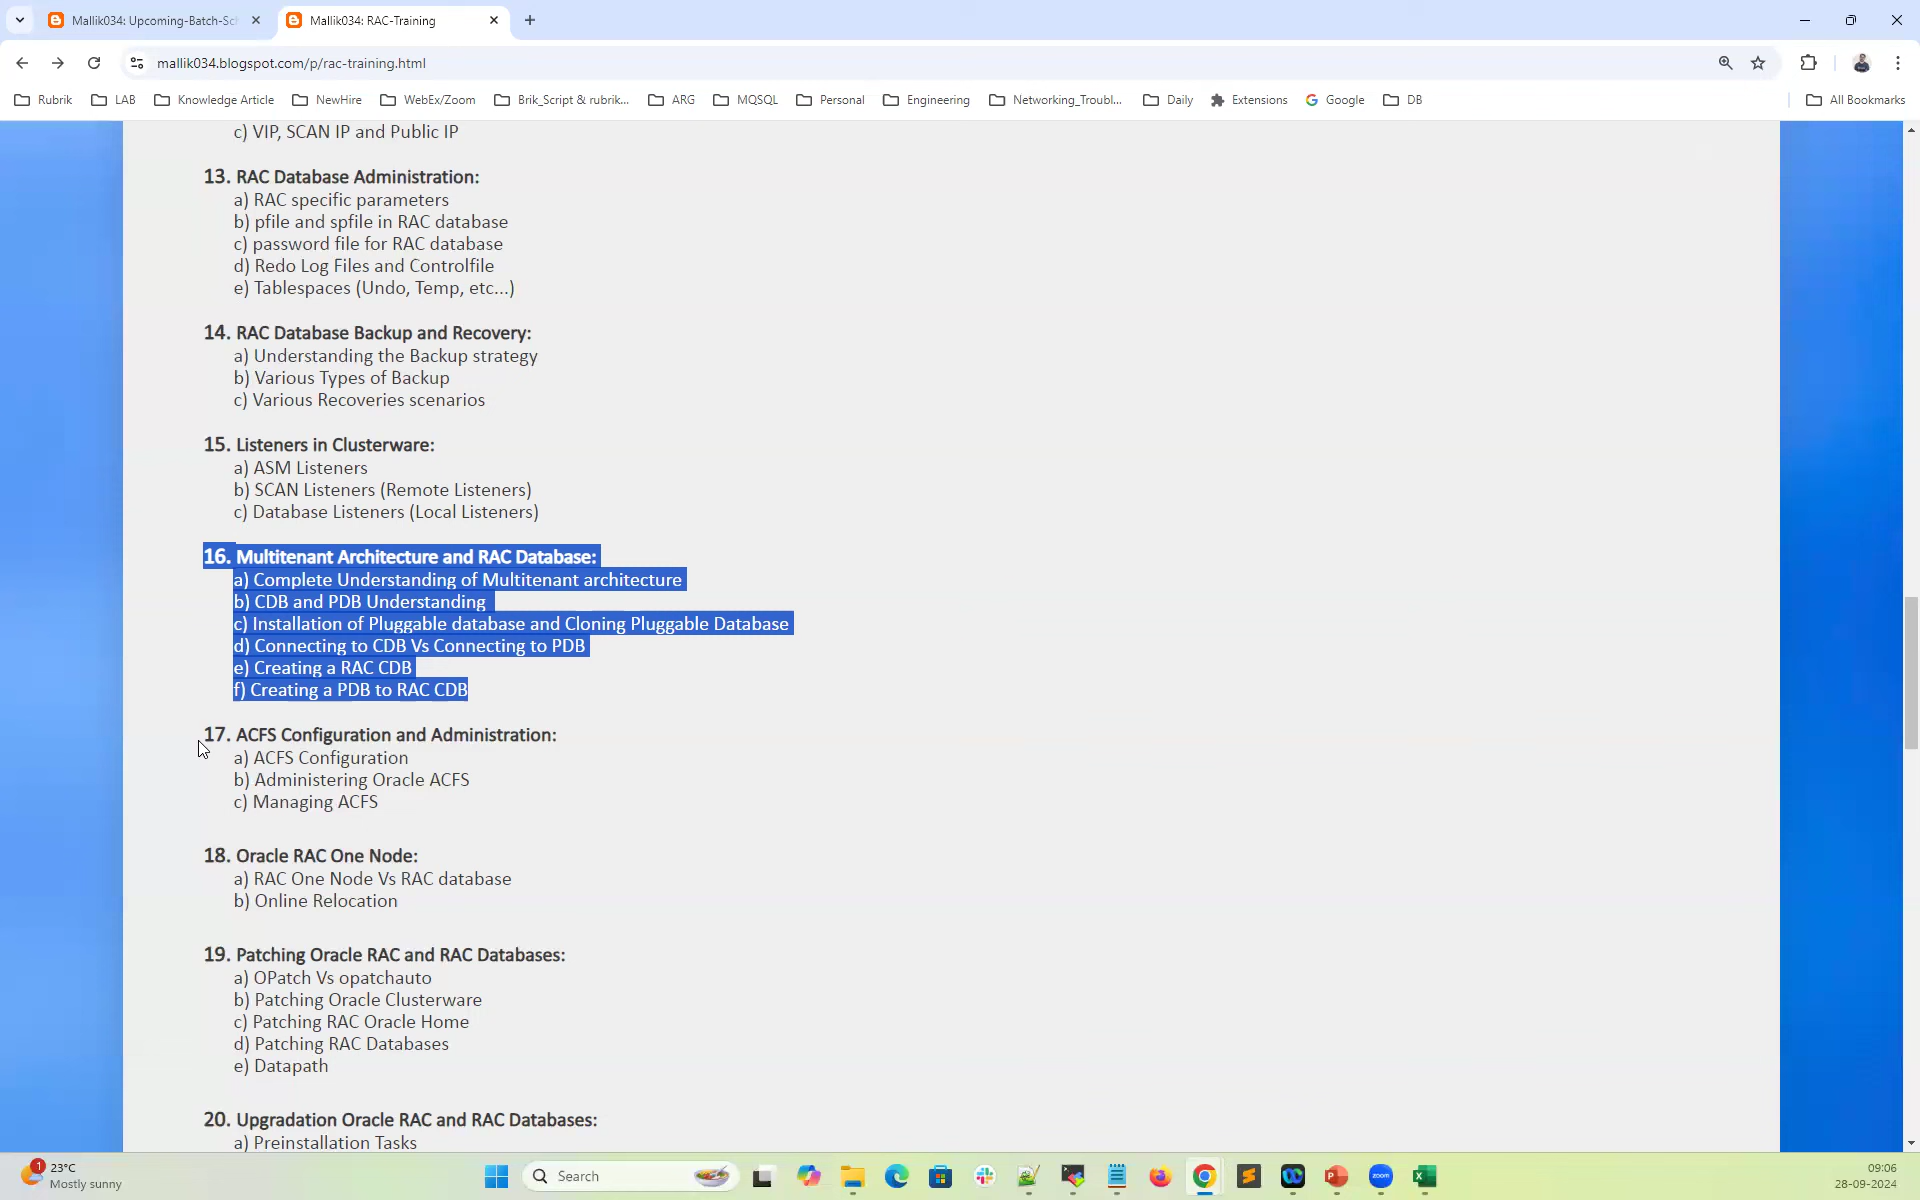 Mallik034: Upcoming-Batch-Sch
Mallik034: RAC-Training
mallik034.blogspot.com/p/rac-training.html
Rubrik
LAB
Knowledge Article
NewHire
WebEx/Zoom
Brik_Script & rubrik...
ARG
MQSQL
Personal
Engineering
Networking_Troubl...
Daily
Extensions
Google
DB
All Bookmarks
c) VIP, SCAN IP and Public IP
13. RAC Database Administration:
a) RAC specific parameters
b) pfile and spfile in RAC database
c) password file for RAC database
d) Redo Log Files and Controlfile
e) Tablespaces (Undo, Temp, etc...)
14. RAC Database Backup and Recovery:
a) Understanding the Backup strategy
b) Various Types of Backup
c) Various Recoveries scenarios
15. Listeners in Clusterware:
a) ASM Listeners
b) SCAN Listeners (Remote Listeners)
c) Database Listeners (Local Listeners)
16. Multitenant Architecture and RAC Database:
a) Complete Understanding of Multitenant architecture
b) CDB and PDB Understanding
c) Installation of Pluggable database and Cloning Pluggable Database
d) Connecting to CDB Vs Connecting to PDB
e) Creating a RAC CDB
f) Creating a PDB to RAC CDB
17. ACFS Configuration and Administration:
a) ACFS Configuration
b) Administering Oracle ACFS
c) Managing ACFS
18. Oracle RAC One Node:
a) RAC One Node Vs RAC database
b) Online Relocation
19. Patching Oracle RAC and RAC Databases:
a) OPatch Vs opatchauto
b) Patching Oracle Clusterware
c) Patching RAC Oracle Home
d) Patching RAC Databases
e) Datapath
20. Upgradation Oracle RAC and RAC Databases:
a) Preinstallation Tasks
1
23°C
Mostly sunny
Search
zoom
09:06
28-09-2024